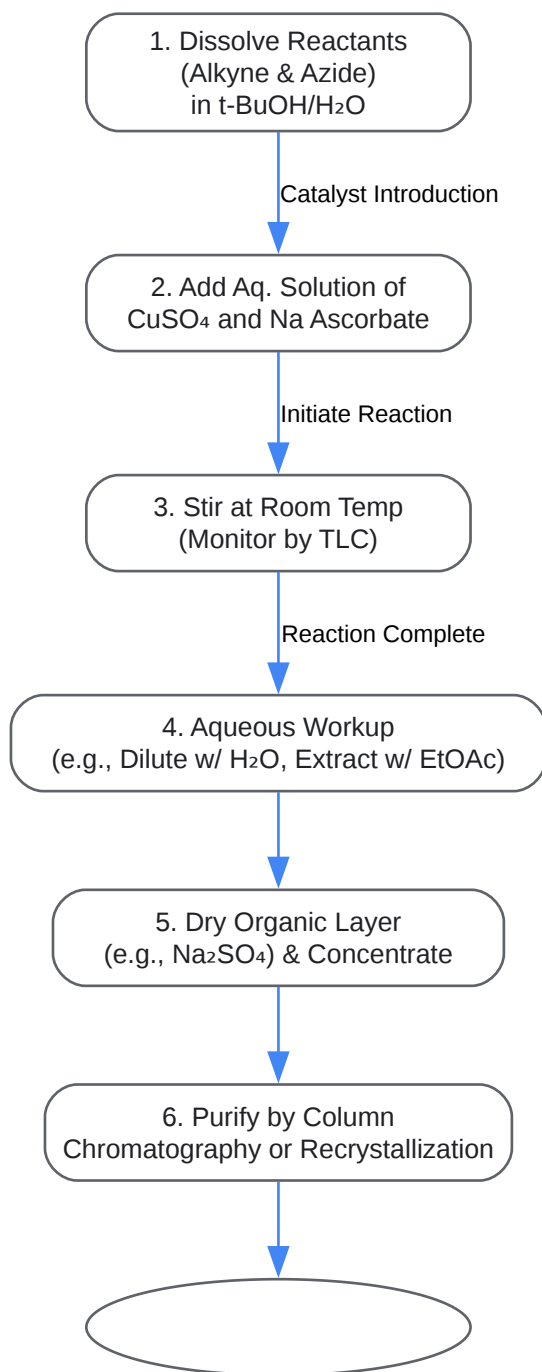 1. Dissolve Reactants
(Alkyne & Azide)
in t-BuOH/H₂O
Catalyst Introduction
2. Add Aq. Solution of
CuSO₄ and Na Ascorbate
Initiate Reaction
3. Stir at Room Temp
(Monitor by TLC)
Reaction Complete
4. Aqueous Workup
(e.g., Dilute w/ H₂O, Extract w/ EtOAc)
5. Dry Organic Layer
(e.g., Na₂SO₄) & Concentrate
6. Purify by Column
Chromatography or Recrystallization